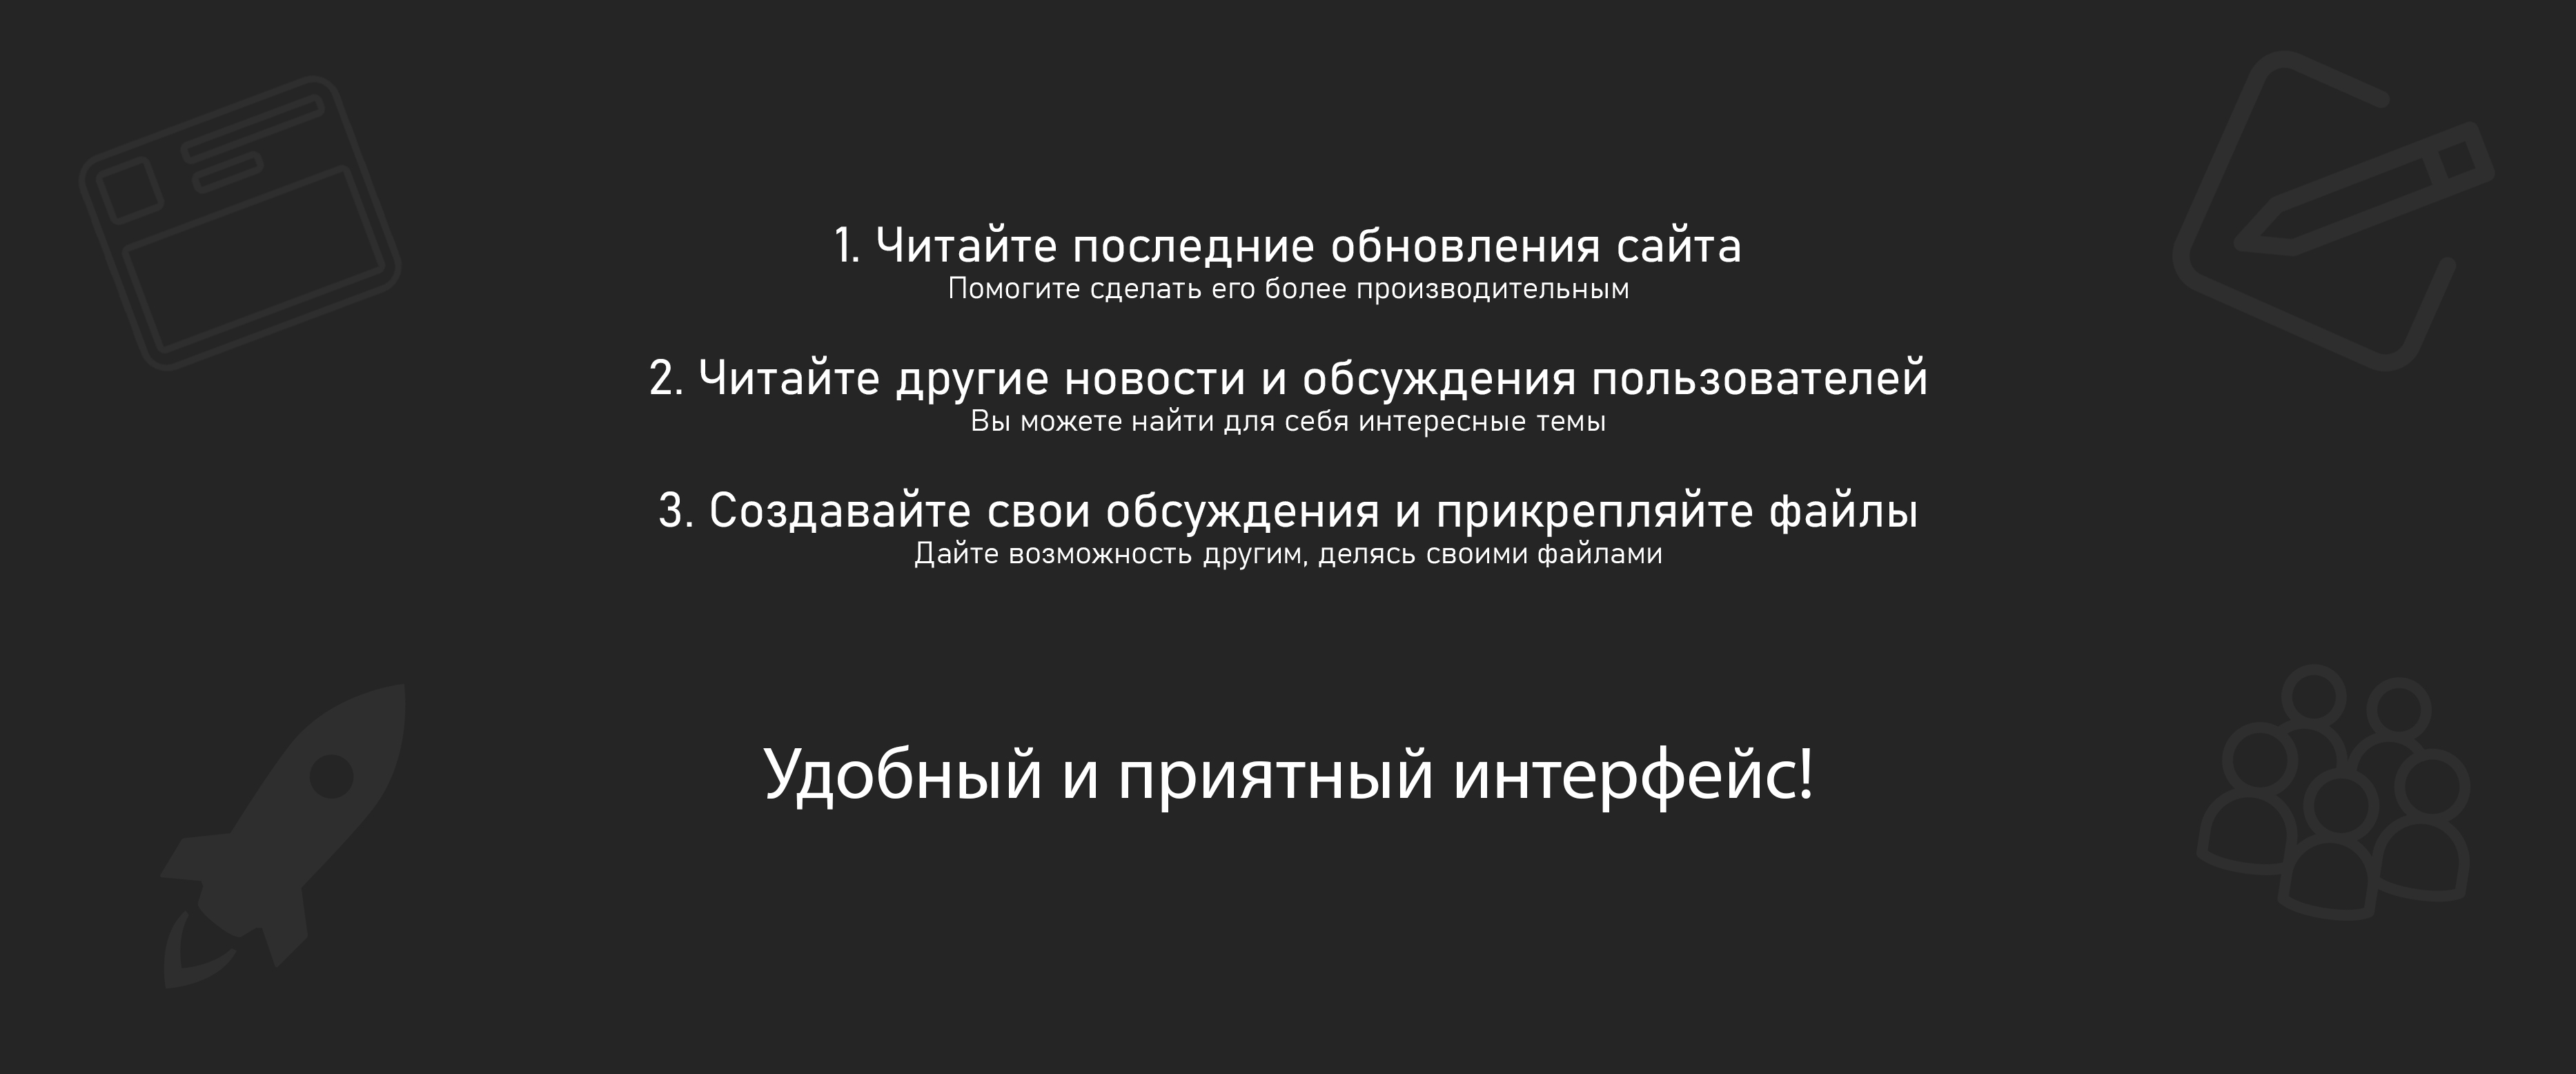 1. Читайте последние обновления сайта
Помогите сделать его более производительным
2. Читайте другие новости и обсуждения пользователей
Вы можете найти для себя интересные темы
3. Создавайте свои обсуждения и прикрепляйте файлы
Дайте возможность другим, делясь своими файлами
Удобный и приятный интерфейс!